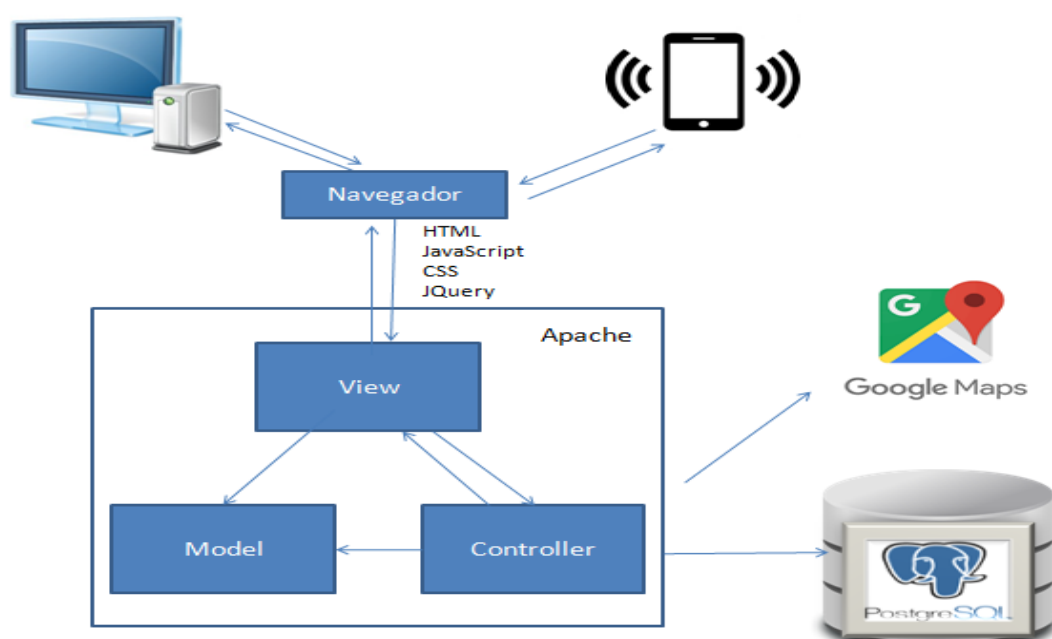 Navegador
HTML
JavaScript
CSS
JQuery
Apache
View
Model
Controller
G
Google Maps
PostgreSQL